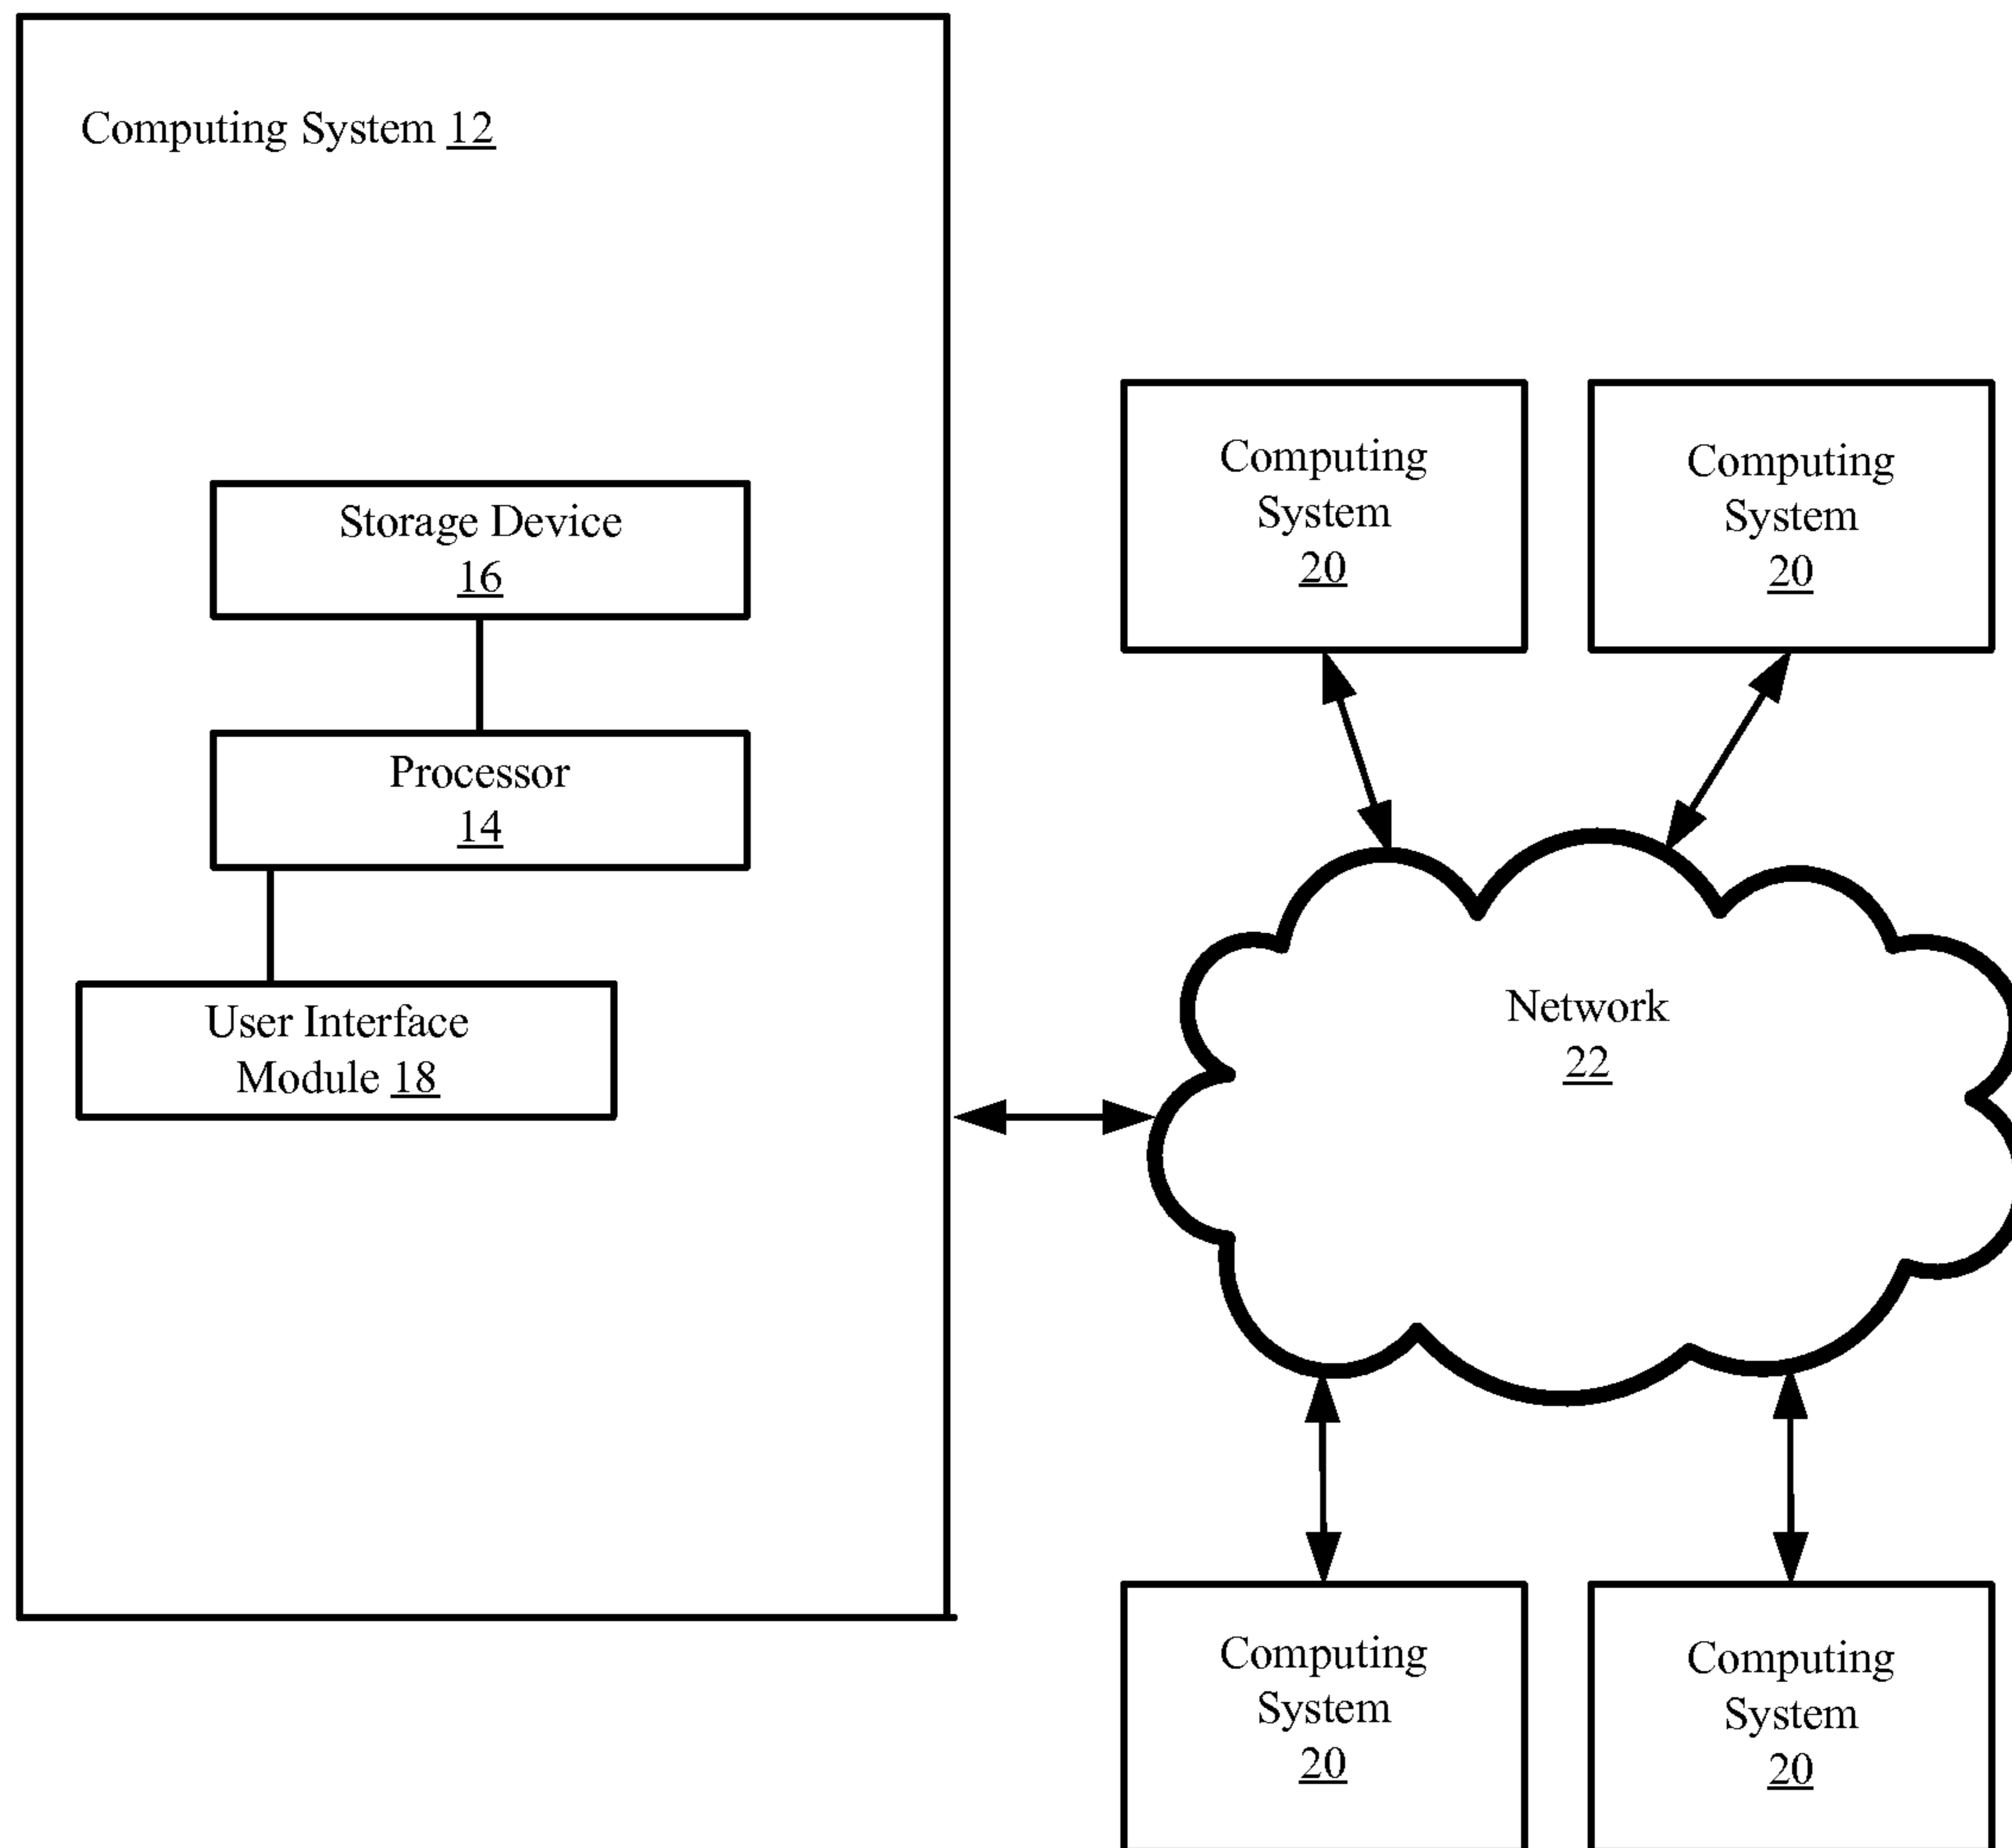 Computing System 12
Storage Device
16
Processor
14
User Interface
Module 18
Computing
System
20
Computing
System
20
Network
22
Computing
System
20
Computing
System
20